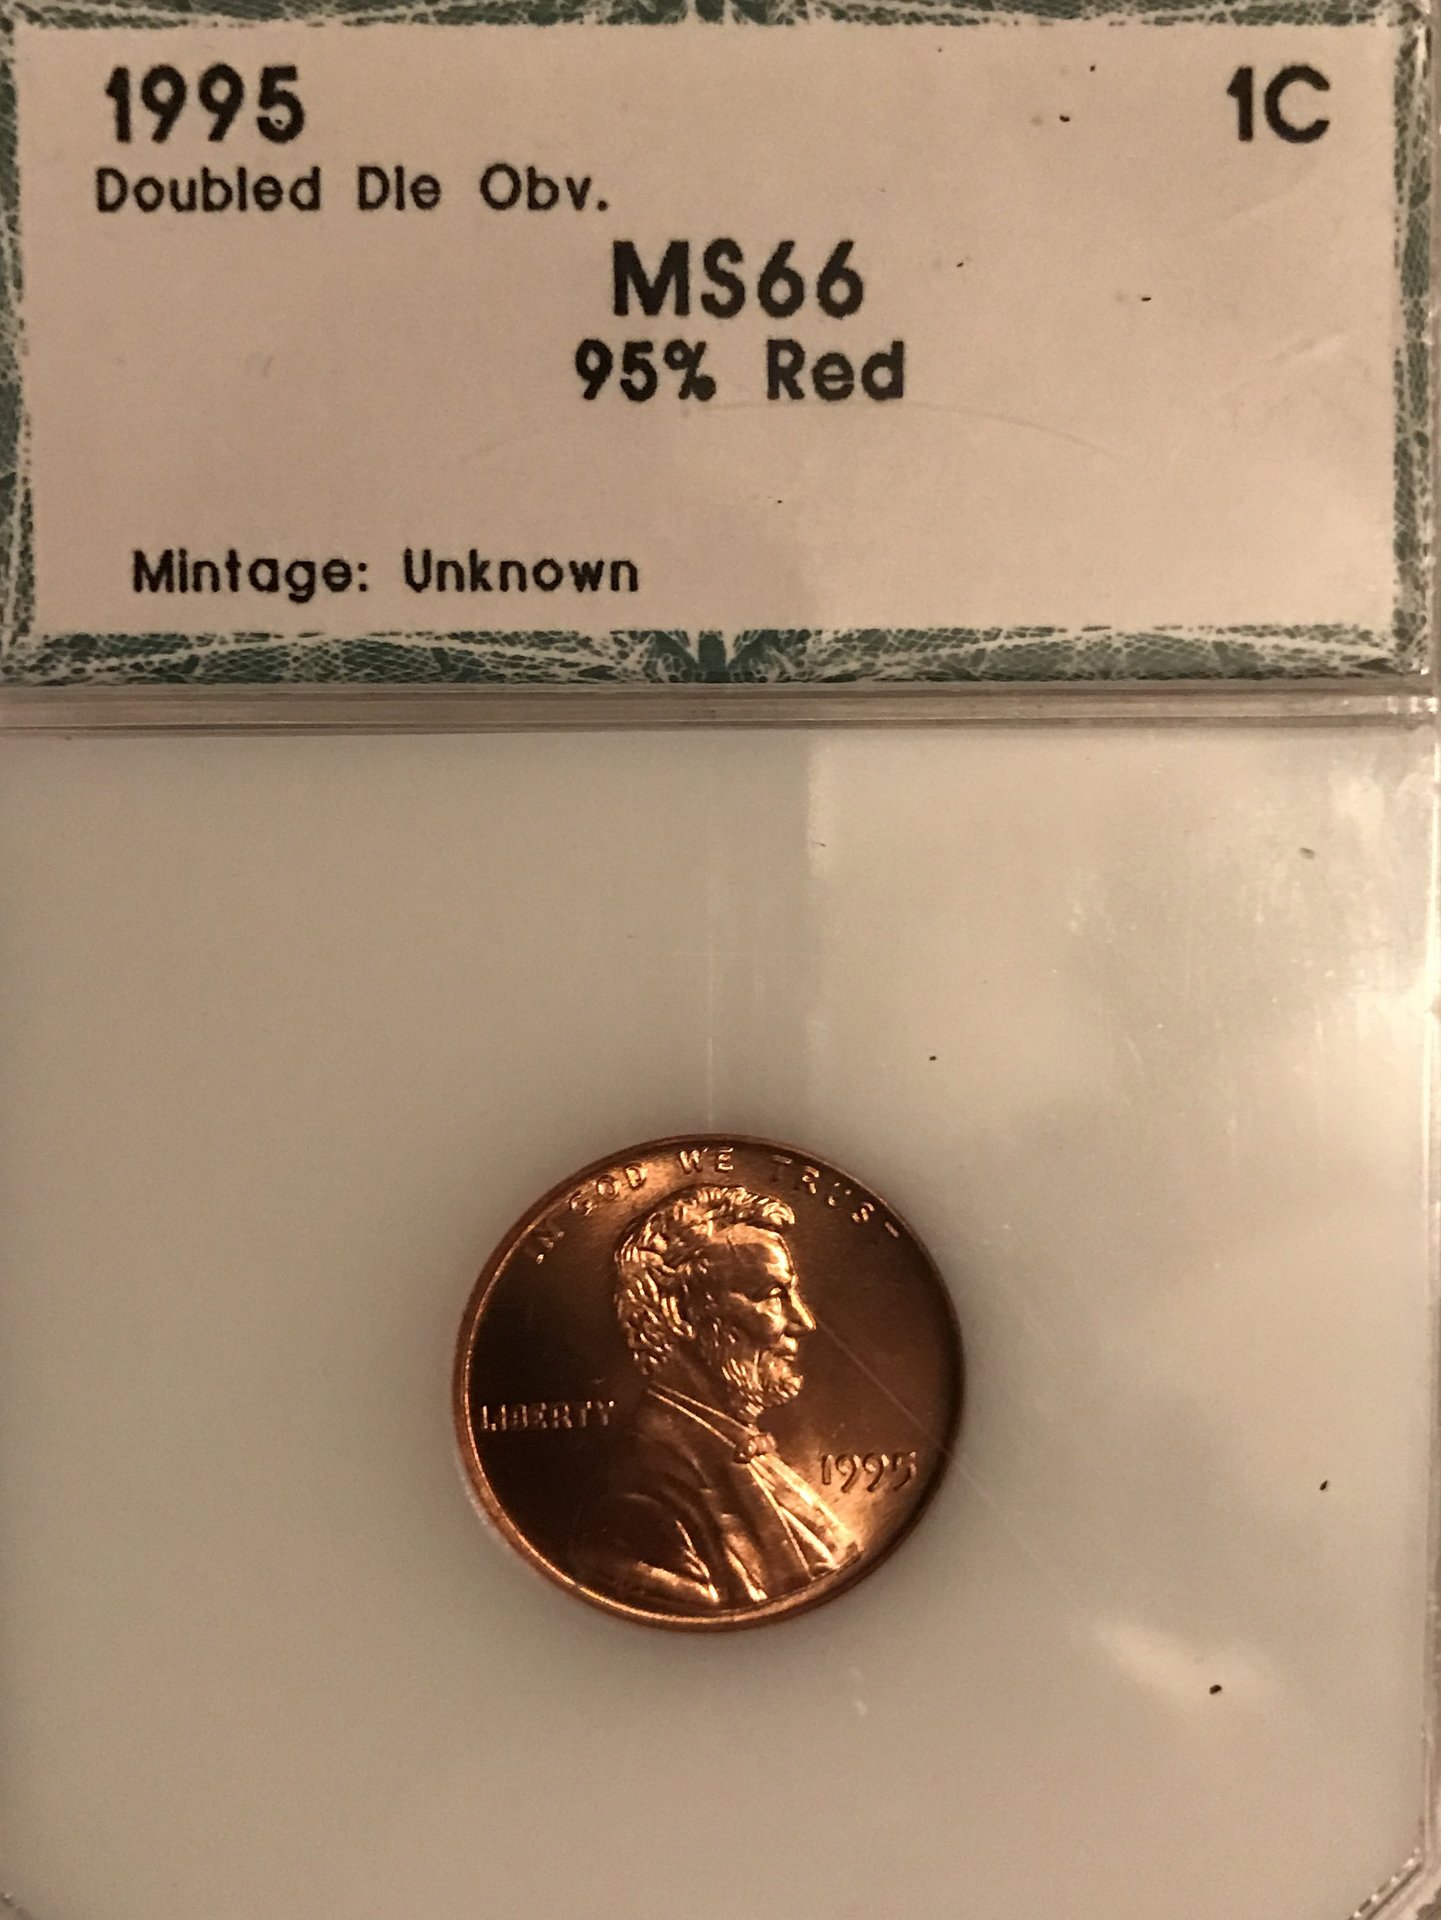 1995 1C
Doubled Die Obv.
MS66
95% Red
Mintage: Unknown
IN GOD WE TRUST
LIBERTY
1995